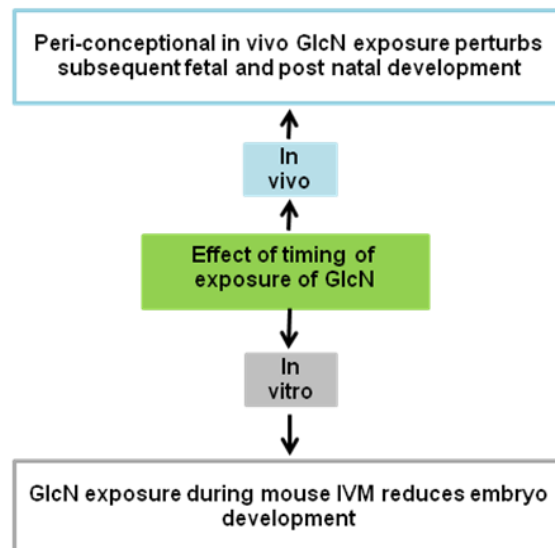 Peri-conceptional in vivo GlcN exposure perturbs
subsequent fetal and post natal development
In
vivo
Effect of timing of
exposure of GlcN
In
vitro
GlcN exposure during mouse IVM reduces embryo
development